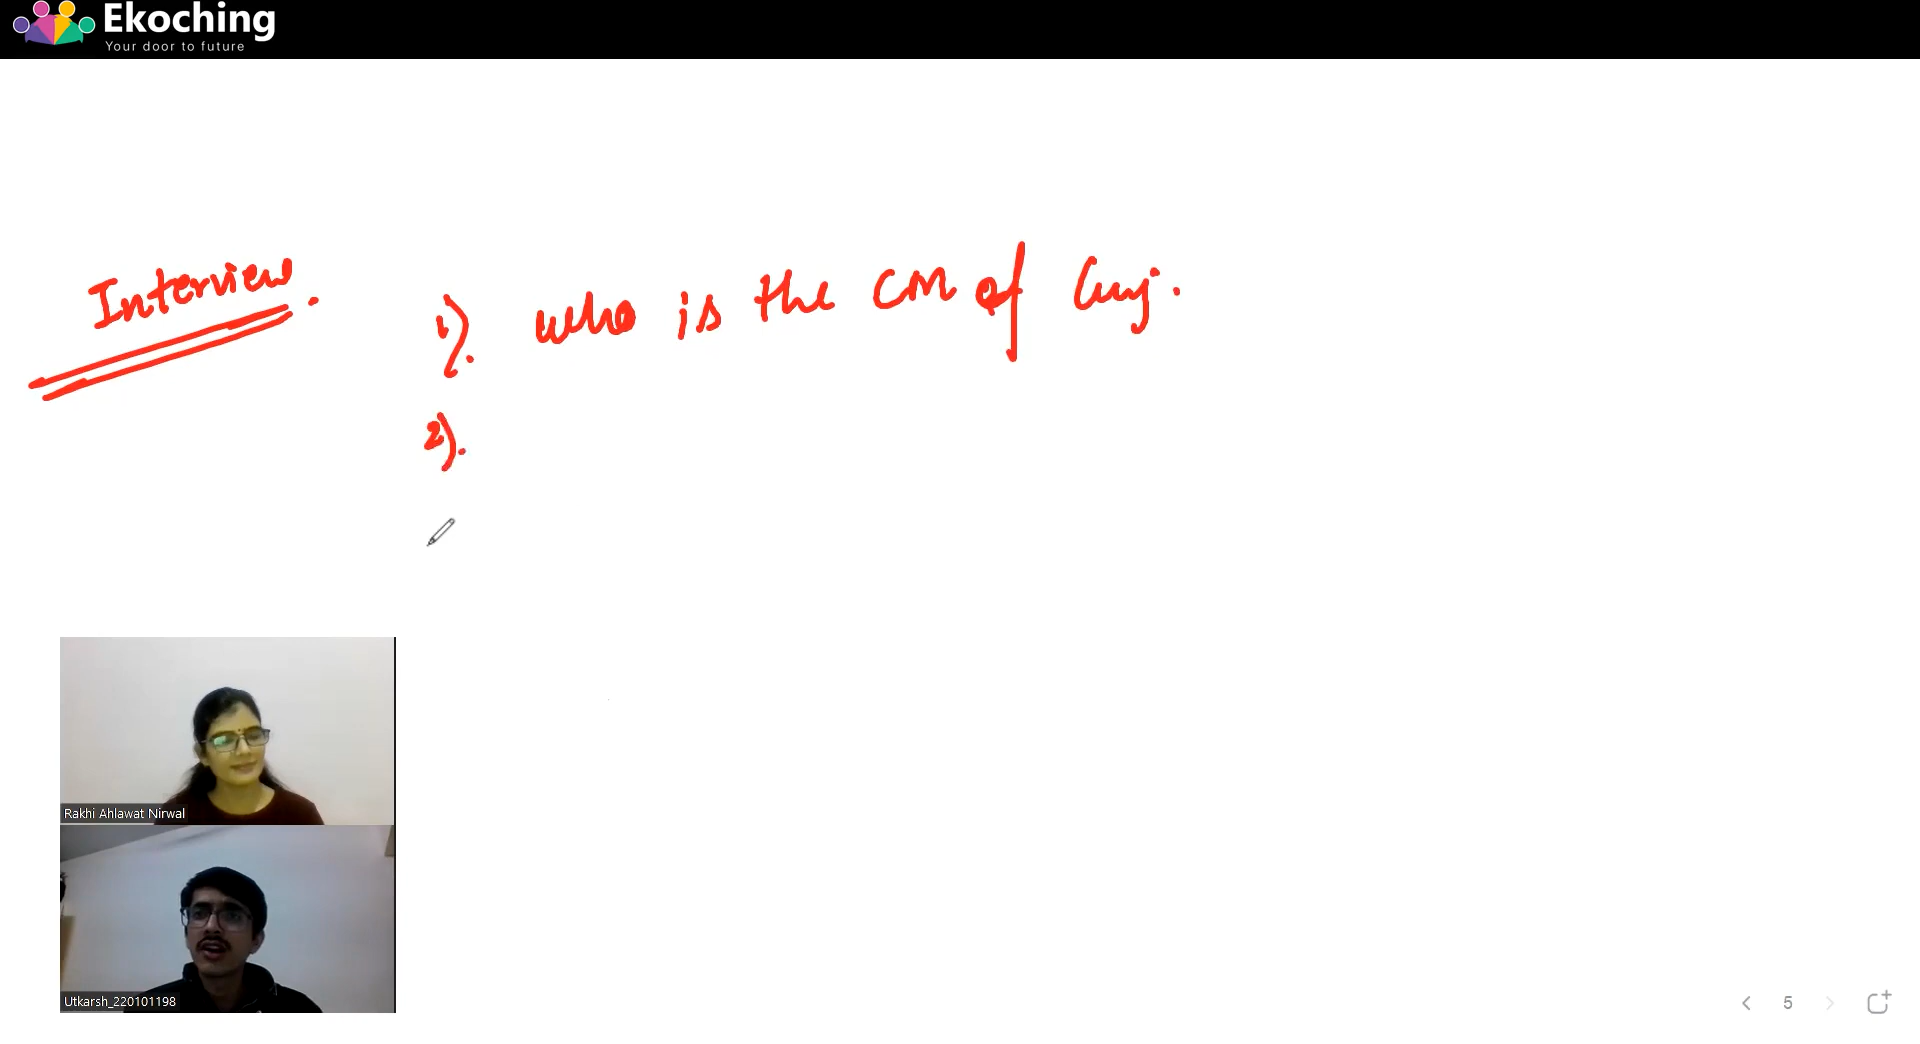 Ekoching
Your door to future
Interview.
1). who is the CM of Guj.
2).
Rakhi Ahlawat Nirwal
Utkarsh_220101198
5